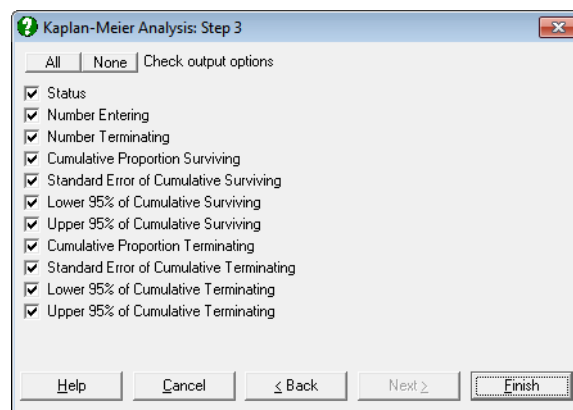 Kaplan-Meier Analysis: Step 3
All None Check output options
Status
Number Entering
Number Terminating
Cumulative Proportion Surviving
Standard Error of Cumulative Surviving
Lower 95% of Cumulative Surviving
Upper 95% of Cumulative Surviving
Cumulative Proportion Terminating
Standard Error of Cumulative Terminating
Lower 95% of Cumulative Terminating
Upper 95% of Cumulative Terminating
Help Cancel < Back Next > Finish